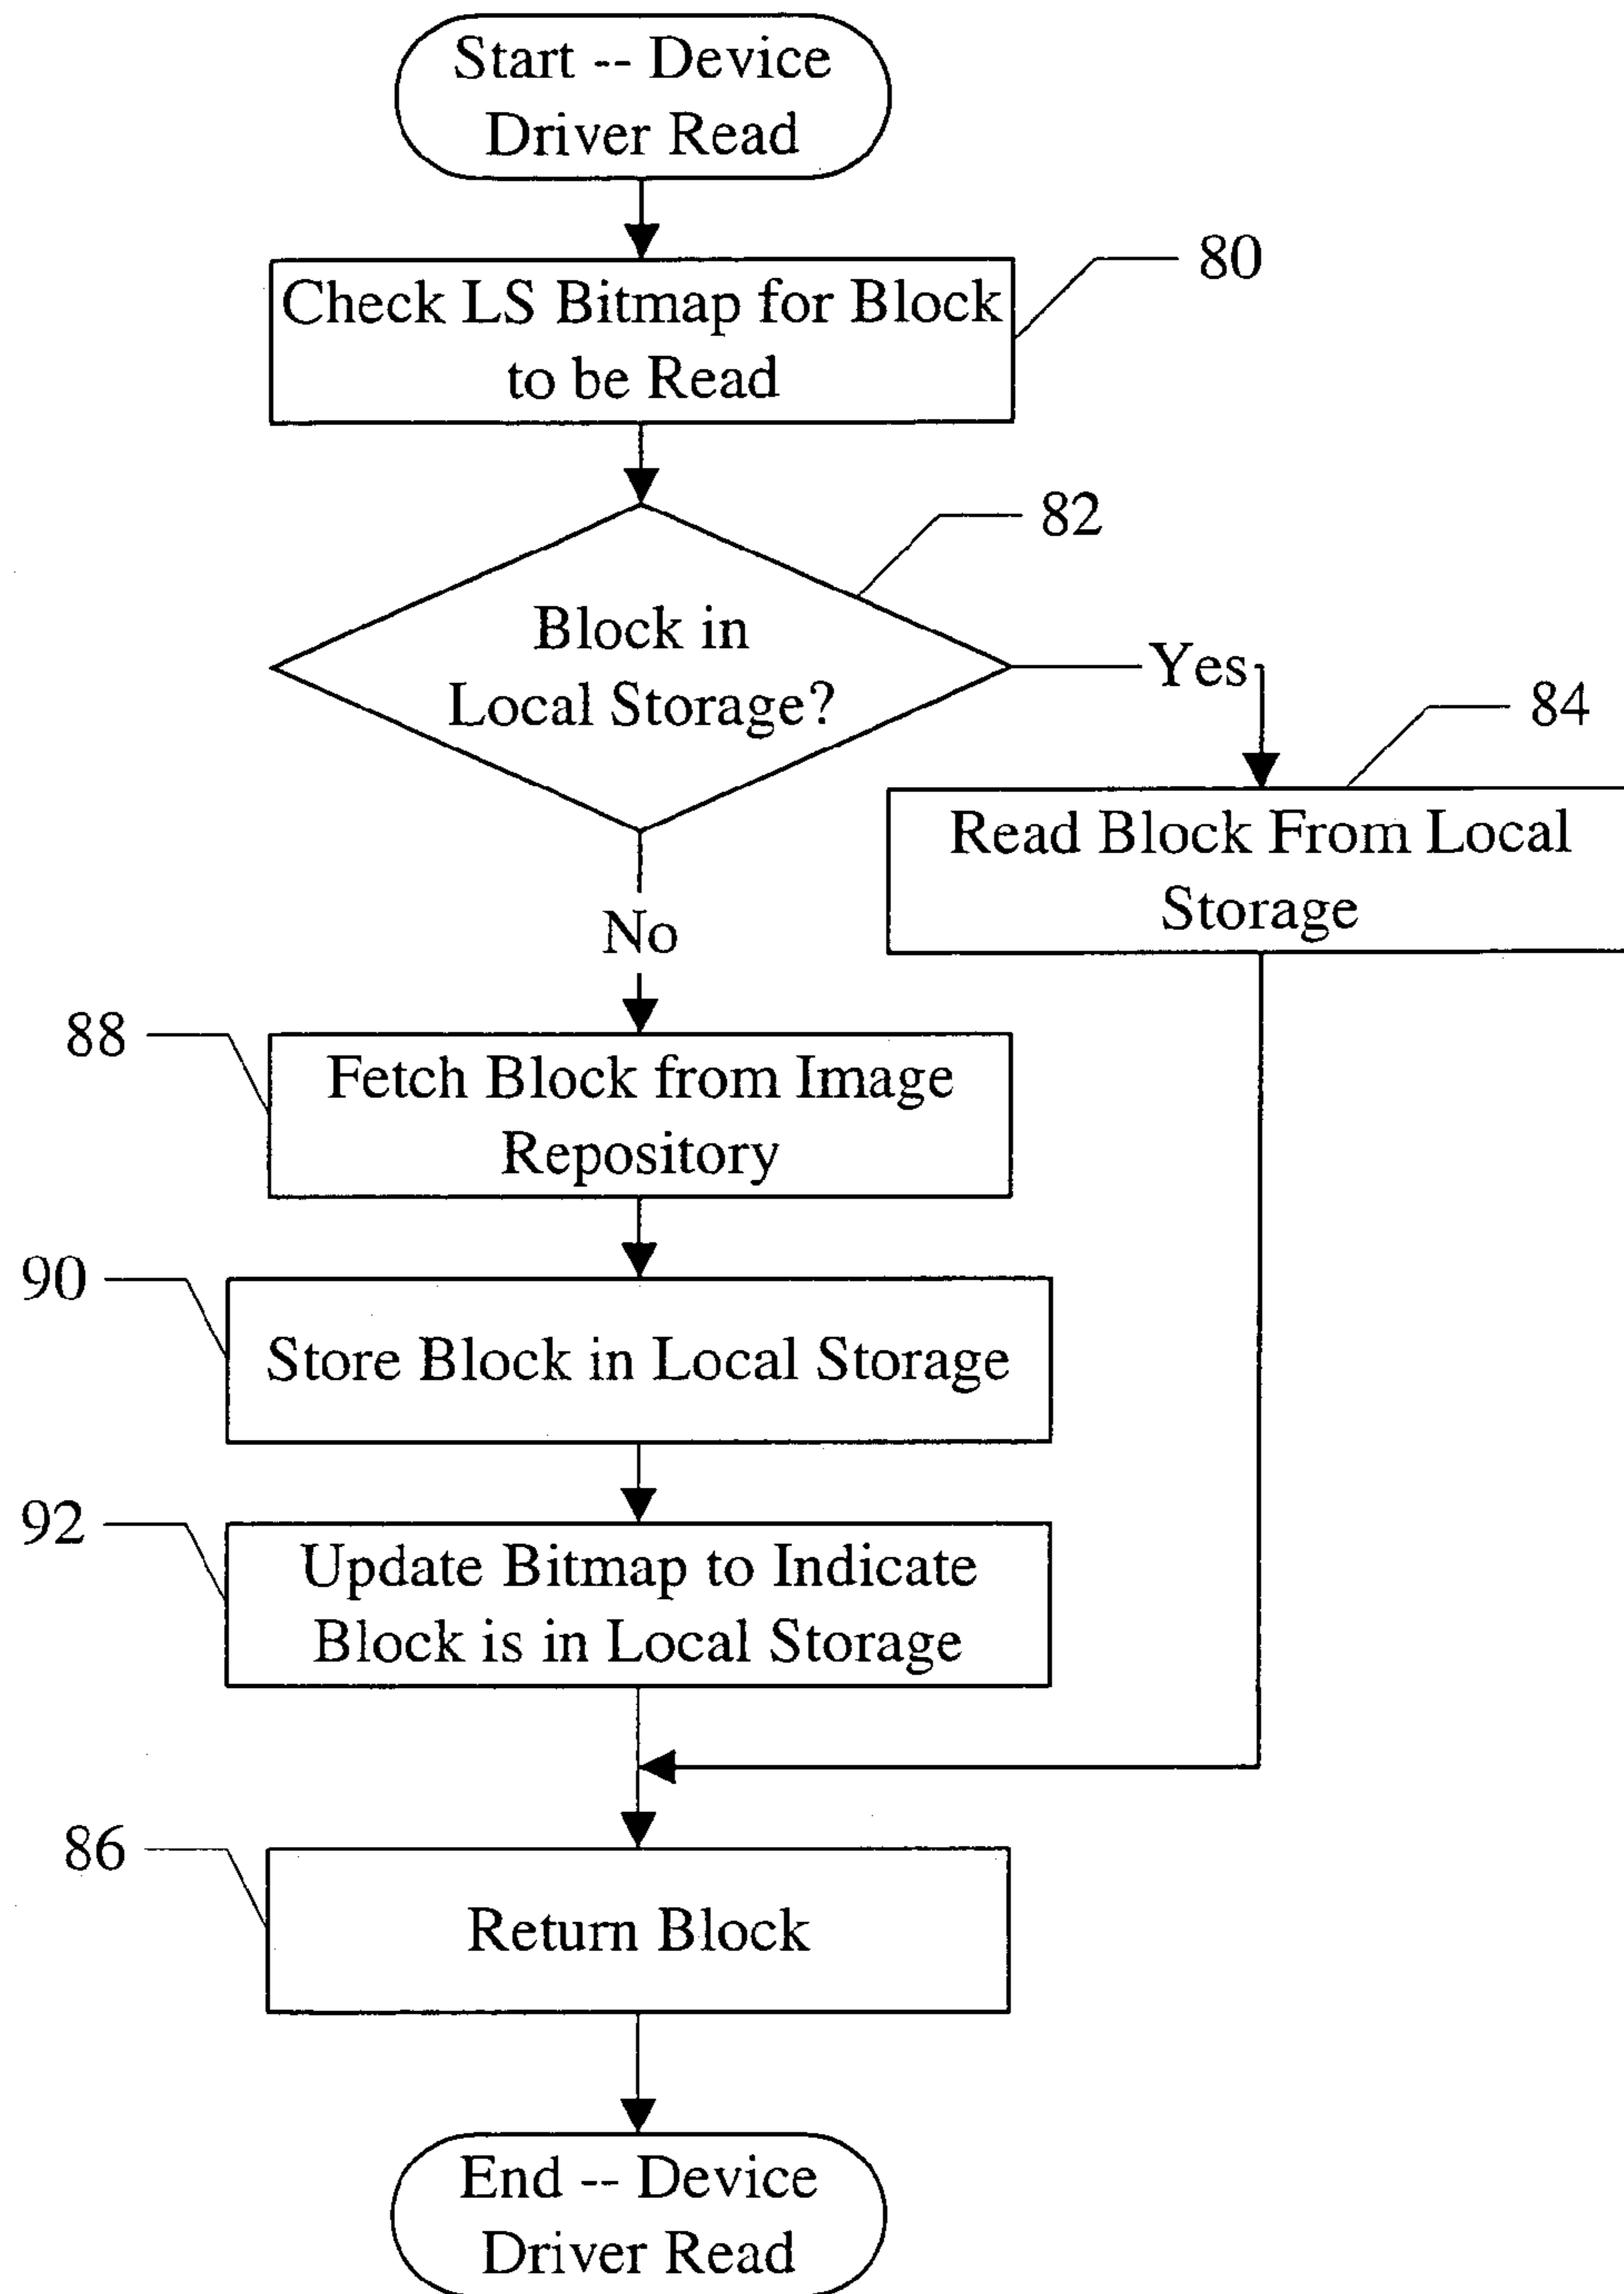 Start -- Device
Driver Read
80
Check LS Bitmap for Block
to be Read
82
Block in
Local Storage?
Yes
84
Read Block From Local
Storage
No
88
Fetch Block from Image
Repository
90
Store Block in Local Storage
92
Update Bitmap to Indicate
Block is in Local Storage
86
Return Block
End -- Device
Driver Read